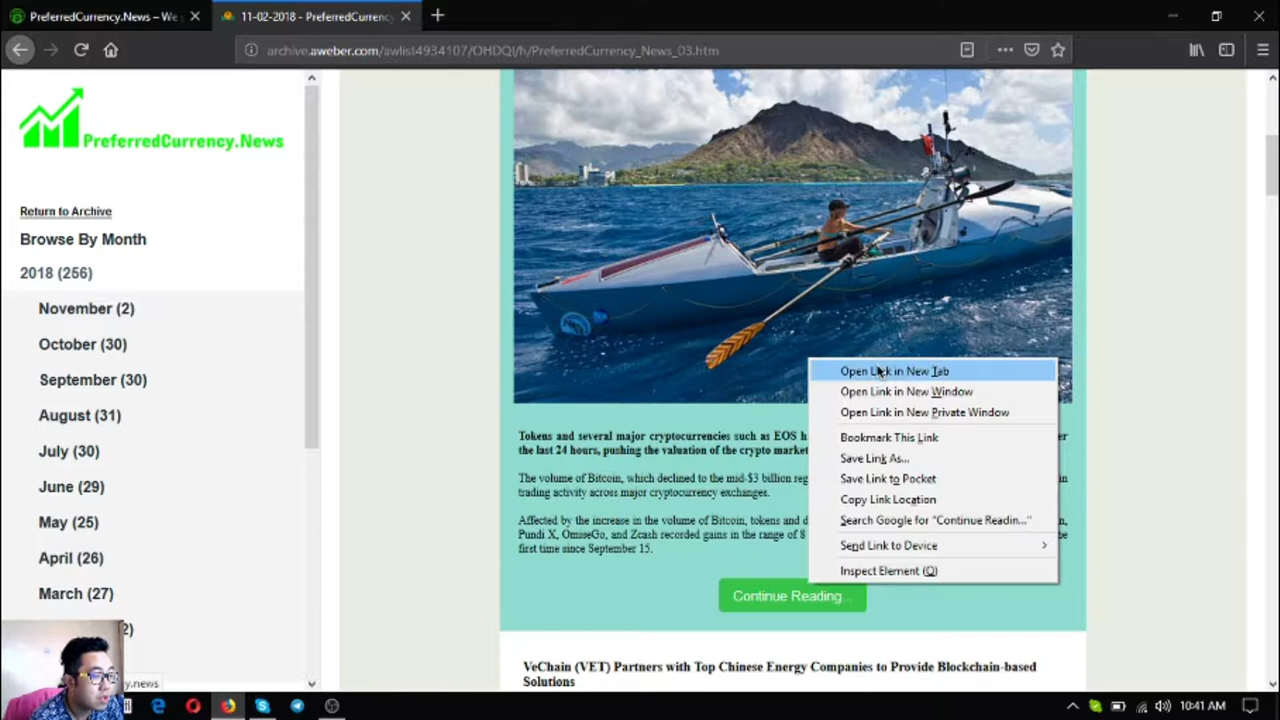 PreferredCurrency.News – We
11-02-2018 - PreferredCurrency
archive.aweber.com/awlist4934107/OHDQI/h/PreferredCurrency_News_03.htm
PreferredCurrency.News
Return to Archive
Browse By Month
2018 (256)
November (2)
October (30)
September (30)
August (31)
July (30)
June (29)
May (25)
April (26)
March (27)
2)
y.news
Open Link in New Tab
Open Link in New Window
Open Link in New Private Window
Bookmark This Link
Save Link As...
Save Link to Pocket
Copy Link Location
Search Google for "Continue Readin..."
Send Link to Device
Inspect Element (Q)
Tokens and several major cryptocurrencies such as EOS h er
the last 24 hours, pushing the valuation of the crypto market
The volume of Bitcoin, which declined to the mid-$3 billion reg in
trading activity across major cryptocurrency exchanges.
Affected by the increase in the volume of Bitcoin, tokens and d n,
Pundi X, OmiseGo, and Zcash recorded gains in the range of 8 the
first time since September 15.
Continue Reading...
VeChain (VET) Partners with Top Chinese Energy Companies to Provide Blockchain-based
Solutions
10:41 AM